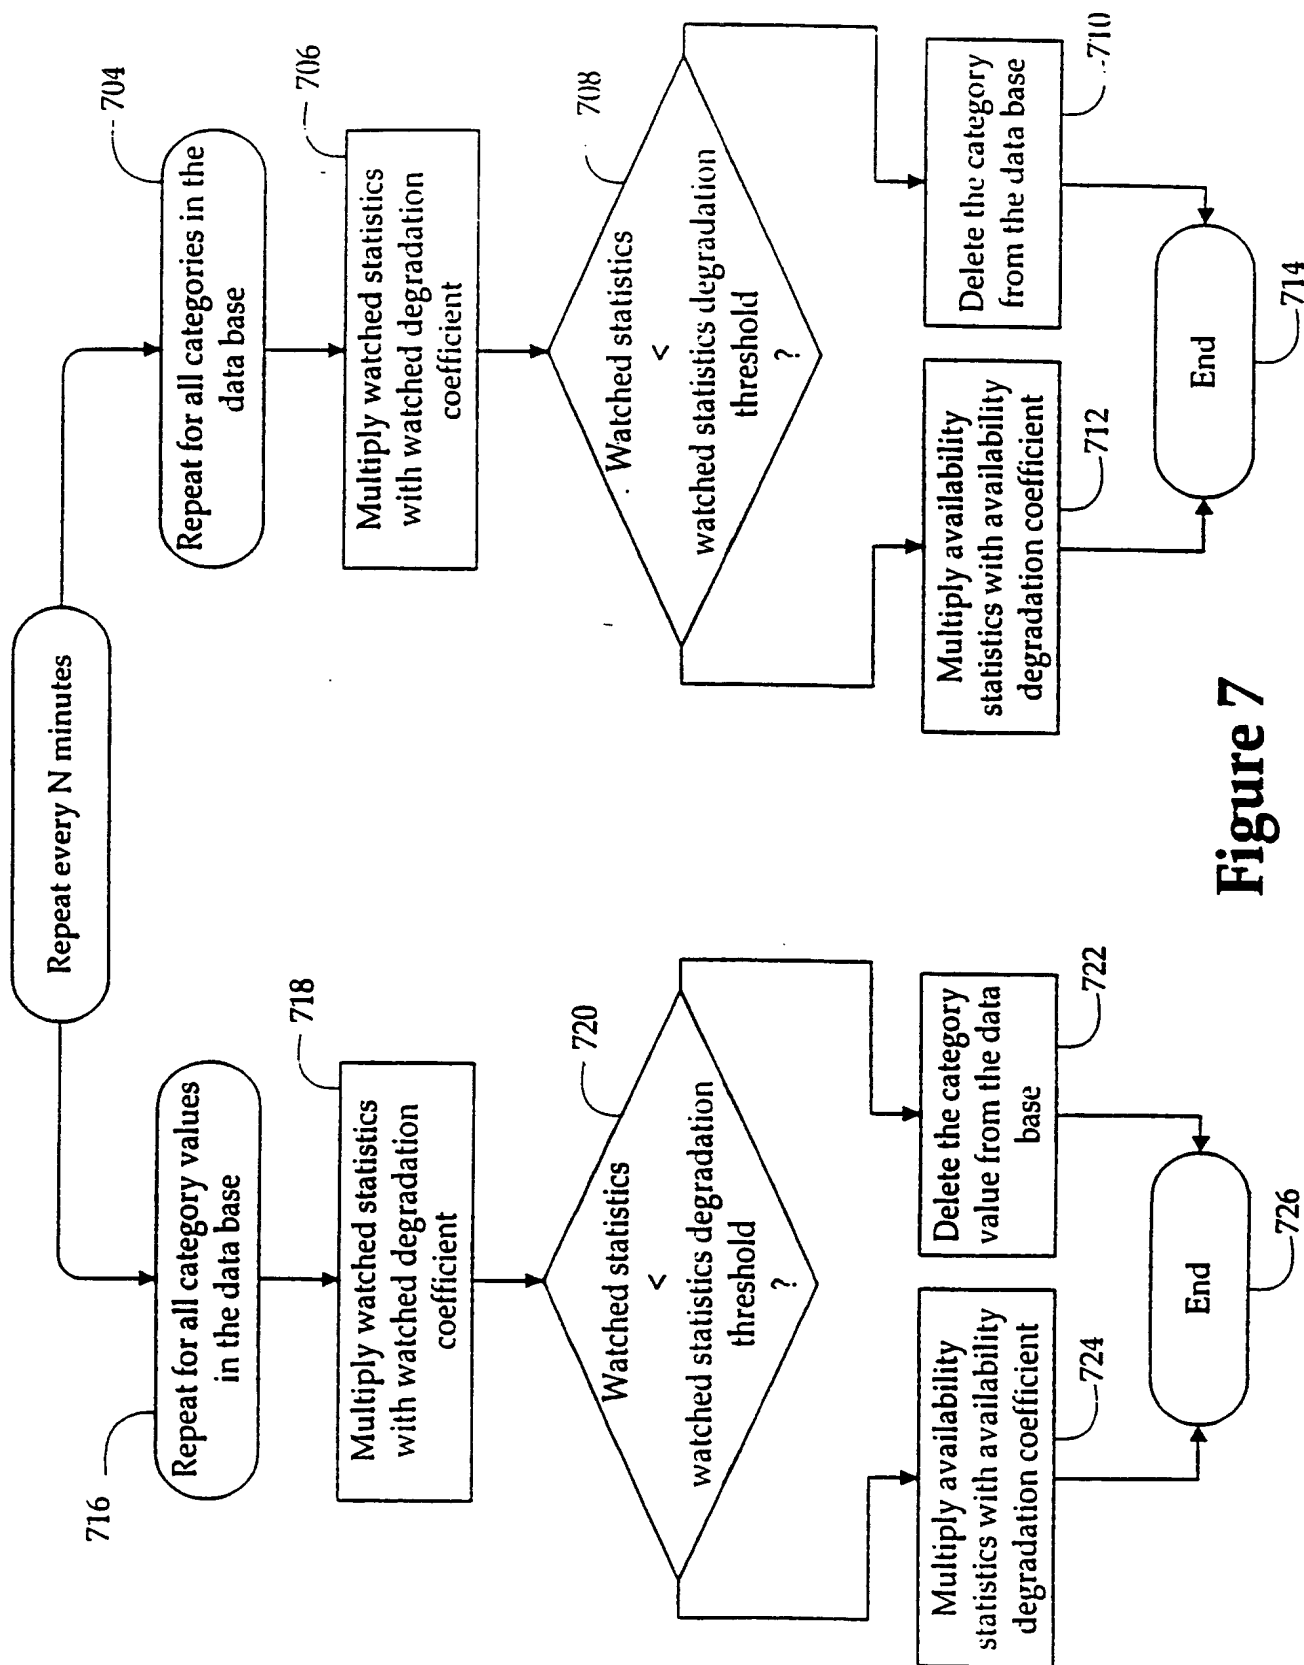 Repeat every N minutes
716
Repeat for all category values
in the data base
718
Multiply watched statistics
with watched degradation
coefficient
720
Watched statistics
<
watched statistics degradation
threshold
?
Multiply availability
statistics with availability
degradation coefficient
724
Delete the category
value from the data
base
722
End
726
704
Repeat for all categories in the
data base
706
Multiply watched statistics
with watched degradation
coefficient
708
Watched statistics
<
watched statistics degradation
threshold
?
Multiply availability
statistics with availability
degradation coefficient
712
Delete the category
from the data base
710
End
714
Figure 7